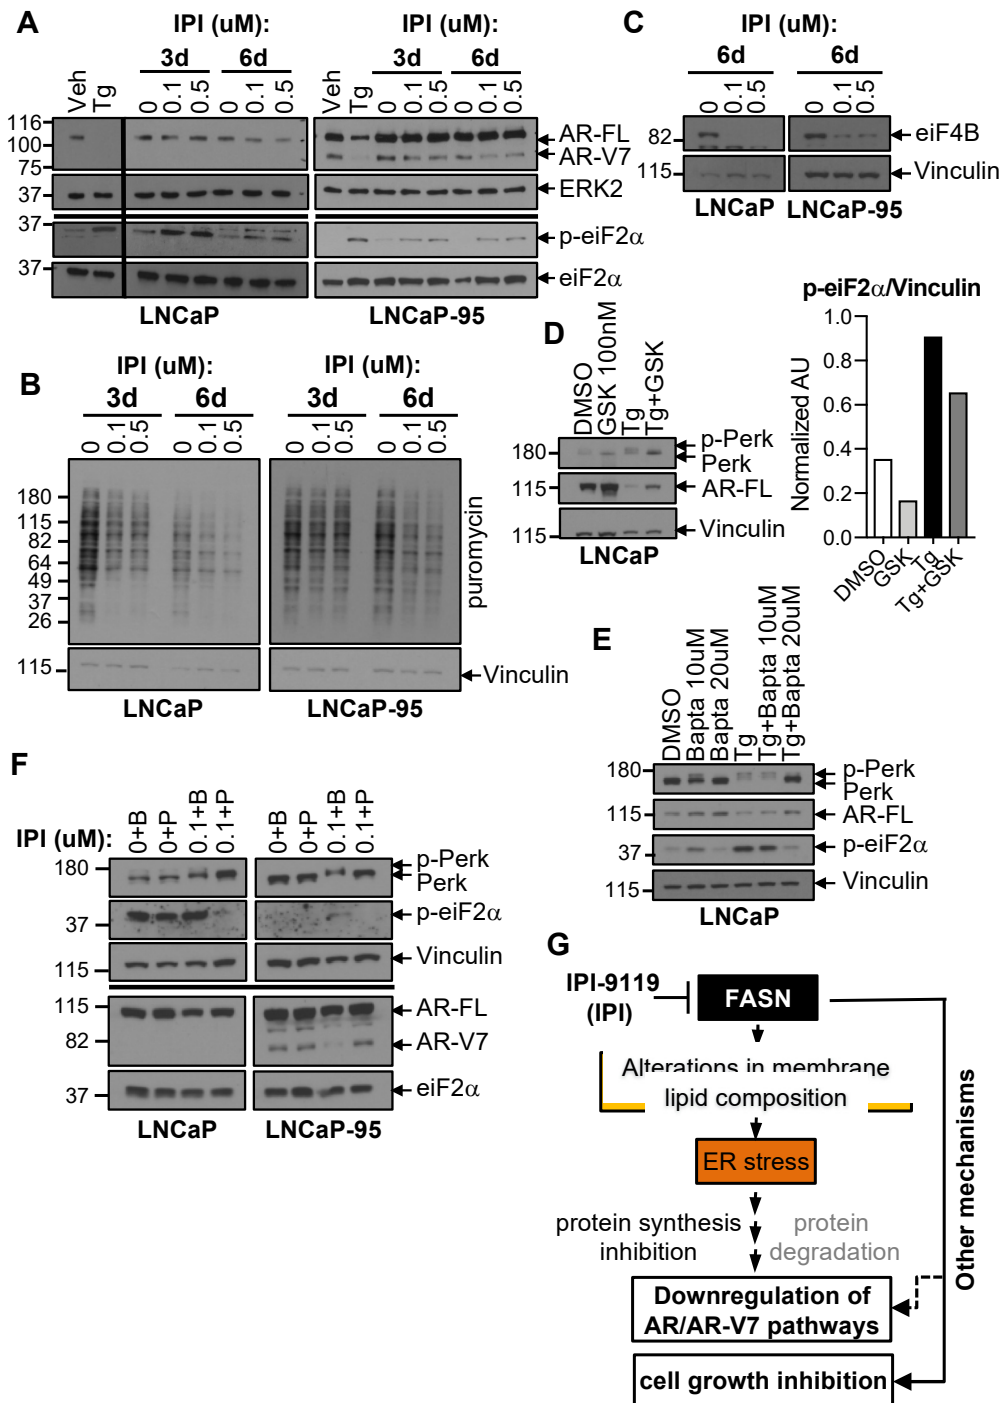 A
IPI (uM):
3d 6d
Veh Tg 0 0.1 0.5 0 0.1 0.5
Veh Tg 0 0.1 0.5 0 0.1 0.5
IPI (uM):
3d 6d
116
100
75
37
37
37
AR-FL
AR-V7
ERK2
p-eiF2α
eiF2α
LNCaP
LNCaP-95
C
IPI (uM):
6d 6d
0 0.1 0.5 0 0.1 0.5
82
115
eiF4B
Vinculin
LNCaP LNCaP-95
B
IPI (uM):
3d 6d
0 0.1 0.5 0 0.1 0.5
IPI (uM):
3d 6d
0 0.1 0.5 0 0.1 0.5
180
115
82
64
49
37
26
115
puromycin
Vinculin
LNCaP
LNCaP-95
D
DMSO
GSK 100nM
Tg
Tg+GSK
180
115
115
p-Perk
Perk
AR-FL
Vinculin
LNCaP
p-eiF2α/Vinculin
Normalized AU
1.0
0.8
0.6
0.4
0.2
0.0
DMSO
GSK
Tg
Tg+GSK
E
DMSO
Bapta 10uM
Bapta 20uM
Tg
Tg+Bapta 10uM
Tg+Bapta 20uM
180
115
37
115
p-Perk
Perk
AR-FL
p-eiF2α
Vinculin
LNCaP
F
IPI (uM):
0+B 0+P 0.1+B 0.1+P
0+B 0+P 0.1+B 0.1+P
180
37
115
115
82
37
p-Perk
Perk
p-eiF2α
Vinculin
AR-FL
AR-V7
eiF2α
LNCaP
LNCaP-95
G
IPI-9119
(IPI)
FASN
Alterations in membrane
lipid composition
ER stress
protein synthesis
inhibition
protein
degradation
Downregulation of
AR/AR-V7 pathways
cell growth inhibition
Other mechanisms